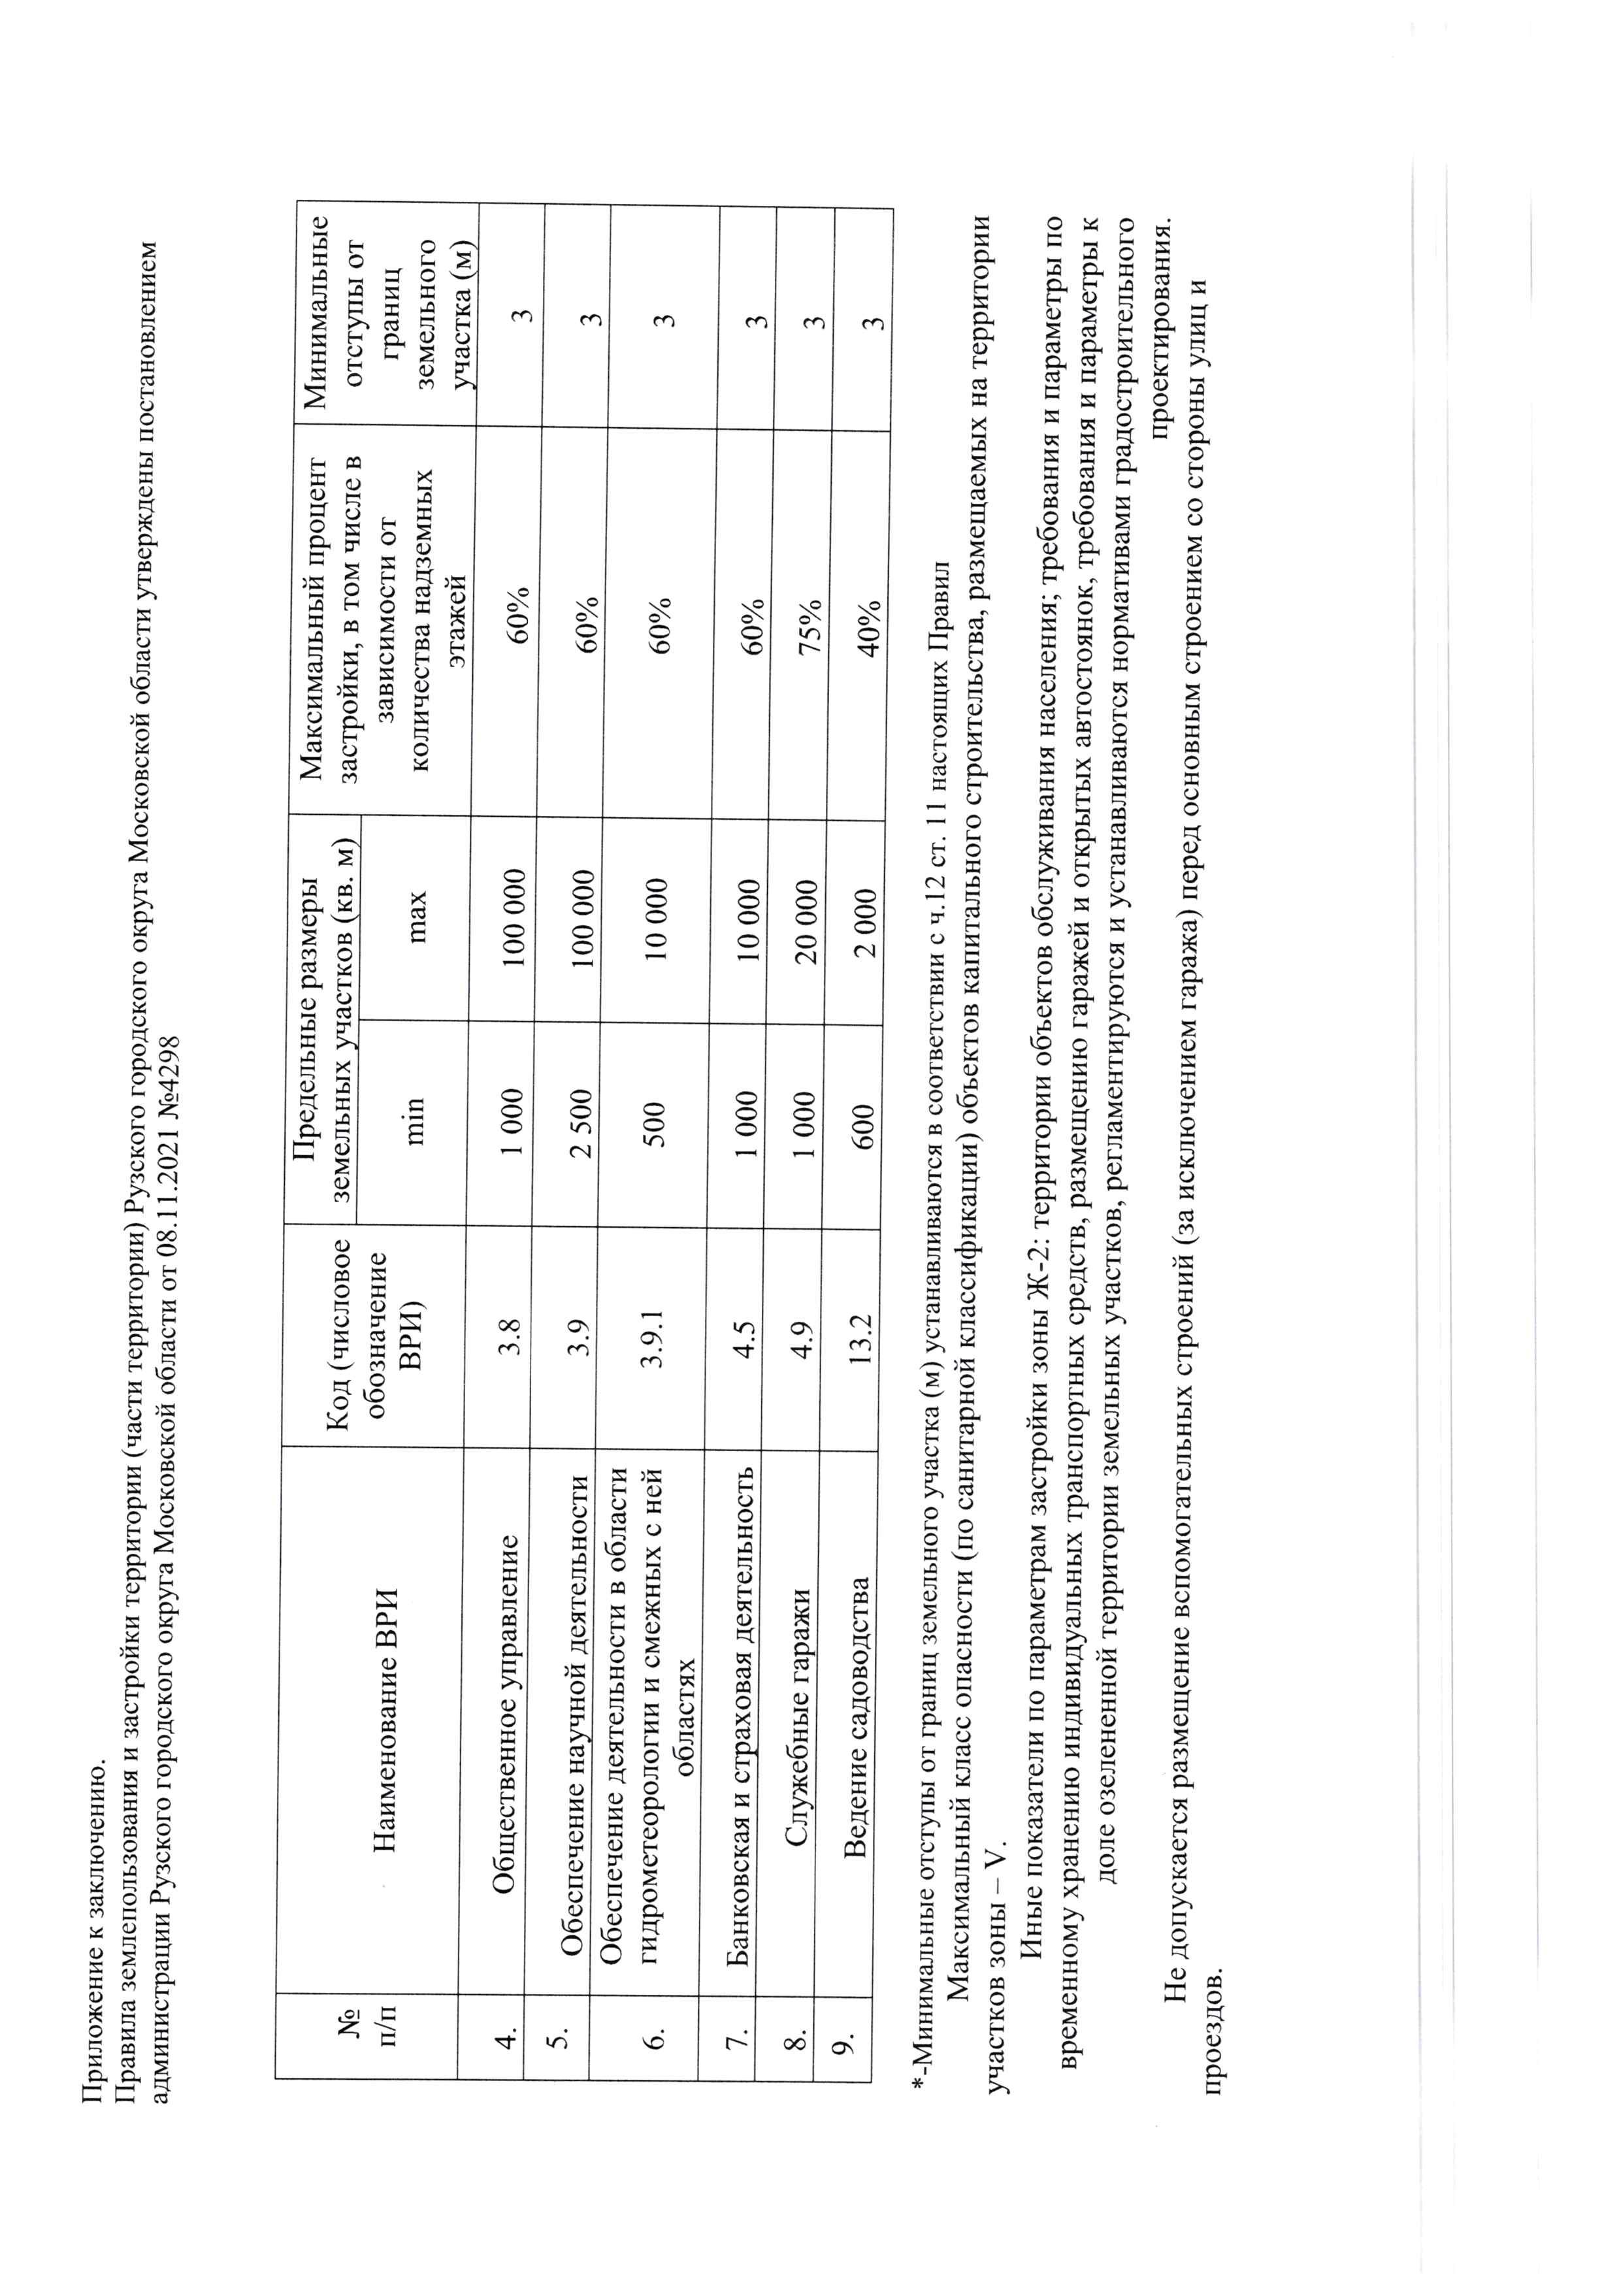 Приложение к заключению.
Правила землепользования и застройки территории (части территории) Рузского городского округа Московской области утверждены постановлением
администрации Рузского городского округа Московской области от 08.11.2021 №4298
№ п/п | Наименование ВРИ | Код (числовое обозначение ВРИ) | Предельные размеры земельных участков (кв. м) | Максимальный процент застройки, в том числе в зависимости от количества надземных этажей | Минимальные отступы от границ земельного участка (м)
min | max
4. | Общественное управление | 3.8 | 1 000 | 100 000 | 60% | 3
5. | Обеспечение научной деятельности | 3.9 | 2 500 | 100 000 | 60% | 3
6. | Обеспечение деятельности в области гидрометеорологии и смежных с ней областях | 3.9.1 | 500 | 10 000 | 60% | 3
7. | Банковская и страховая деятельность | 4.5 | 1 000 | 10 000 | 60% | 3
8. | Служебные гаражи | 4.9 | 1 000 | 20 000 | 75% | 3
9. | Ведение садоводства | 13.2 | 600 | 2 000 | 40% | 3
*-Минимальные отступы от границ земельного участка (м) устанавливаются в соответствии с ч.12 ст. 11 настоящих Правил
Максимальный класс опасности (по санитарной классификации) объектов капитального строительства, размещаемых на территории
участков зоны – V.
Иные показатели по параметрам застройки зоны Ж-2: территории объектов обслуживания населения; требования и параметры по
временному хранению индивидуальных транспортных средств, размещению гаражей и открытых автостоянок, требования и параметры к
доле озелененной территории земельных участков, регламентируются и устанавливаются нормативами градостроительного
проектирования.
Не допускается размещение вспомогательных строений (за исключением гаража) перед основным строением со стороны улиц и
проездов.